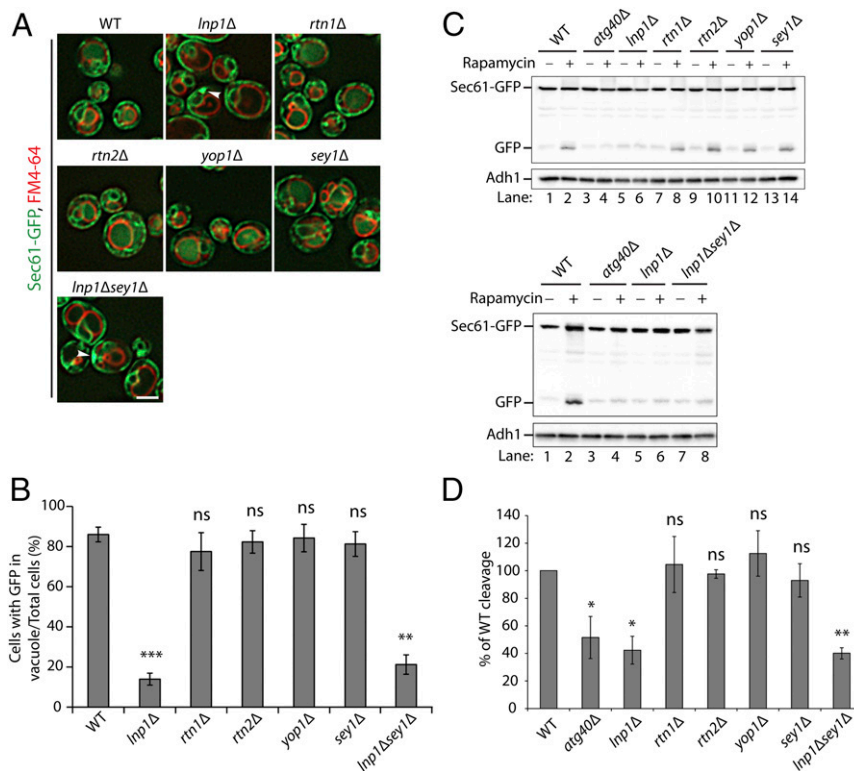 A
WT
lnp1Δ
rtn1Δ
rtn2Δ
yop1Δ
sey1Δ
lnp1Δsey1Δ
Sec61-GFP, FM4-64
B
Cells with GFP in
vacuole/Total cells (%)
100
80
60
40
20
0
***
ns
ns
ns
ns
**
WT
lnp1Δ
rtn1Δ
rtn2Δ
yop1Δ
sey1Δ
lnp1Δsey1Δ
C
WT
atg40Δ
lnp1Δ
rtn1Δ
rtn2Δ
yop1Δ
sey1Δ
Rapamycin − + − + − + − + − + − + − +
Sec61-GFP
GFP
Adh1
Lane: 1 2 3 4 5 6 7 8 9 10 11 12 13 14
WT
atg40Δ
lnp1Δ
lnp1Δsey1Δ
Rapamycin − + − + − + − +
Sec61-GFP
GFP
Adh1
Lane: 1 2 3 4 5 6 7 8
D
% of WT cleavage
140
120
100
80
60
40
20
0
*
*
ns
ns
ns
ns
**
WT
atg40Δ
lnp1Δ
rtn1Δ
rtn2Δ
yop1Δ
sey1Δ
lnp1Δsey1Δ